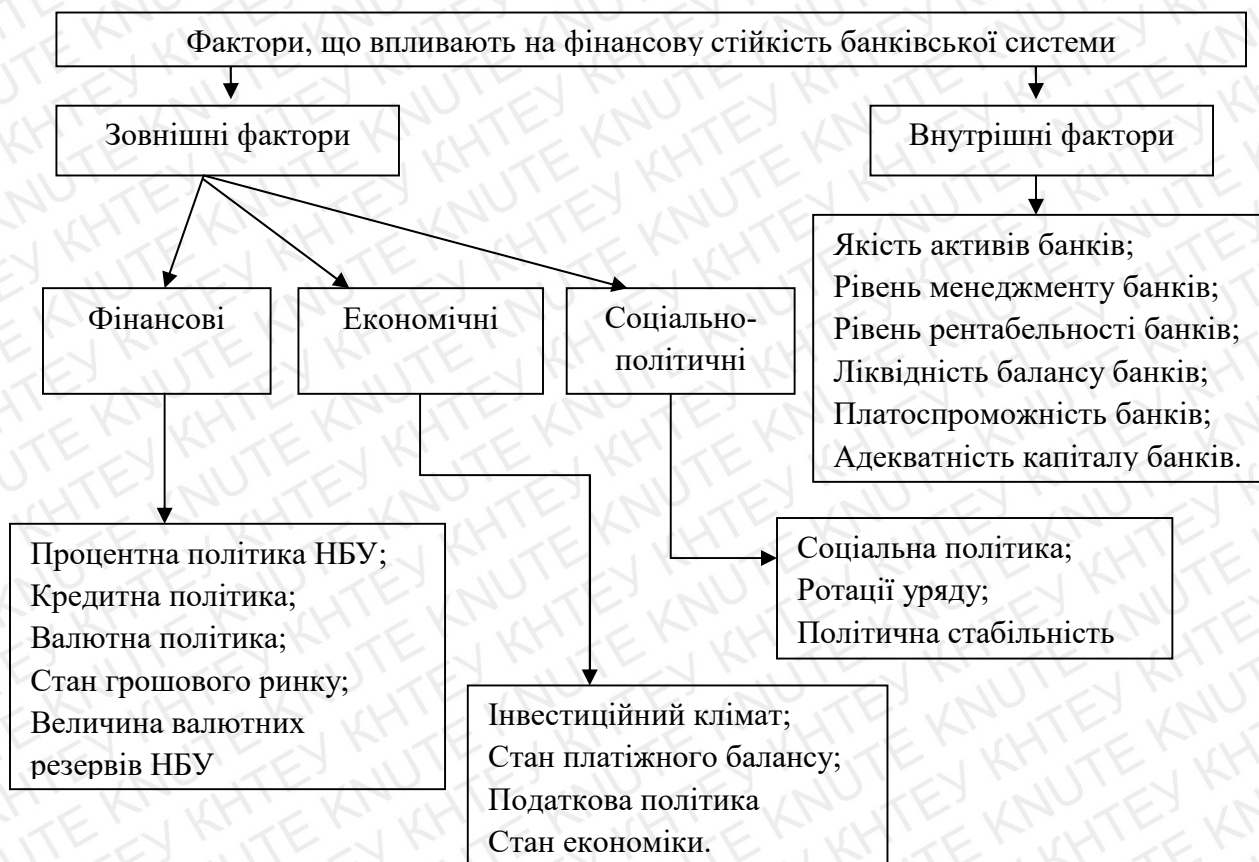 Фактори, що впливають на фінансову стійкість банківської системи
Зовнішні фактори
Внутрішні фактори
Якість активів банків;
Рівень менеджменту банків;
Рівень рентабельності банків;
Ліквідність балансу банків;
Платоспроможність банків;
Адекватність капіталу банків.
Фінансові
Економічні
Соціально-
політичні
Процентна політика НБУ;
Кредитна політика;
Валютна політика;
Стан грошового ринку;
Величина валютних
резервів НБУ
Соціальна політика;
Ротації уряду;
Політична стабільність
Інвестиційний клімат;
Стан платіжного балансу;
Податкова політика
Стан економіки.